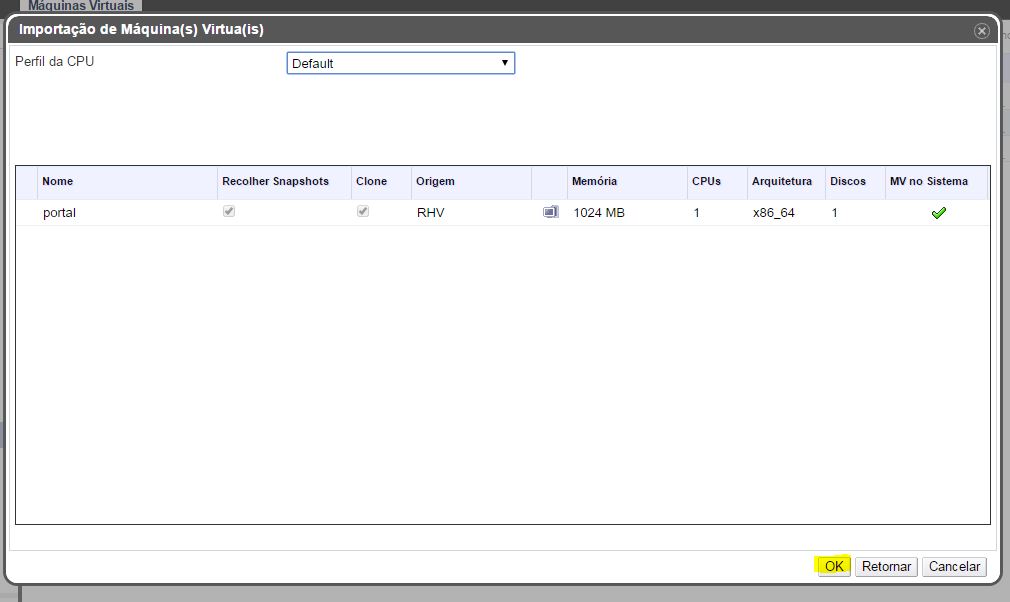 Máquinas Virtuais
Importação de Máquina(s) Virtua(is)
Perfil da CPU
Default
Nome Recolher Snapshots Clone Origem Memória CPUs Arquitetura Discos MV no Sistema
portal RHV 1024 MB 1 x86_64 1
OK Retornar Cancelar